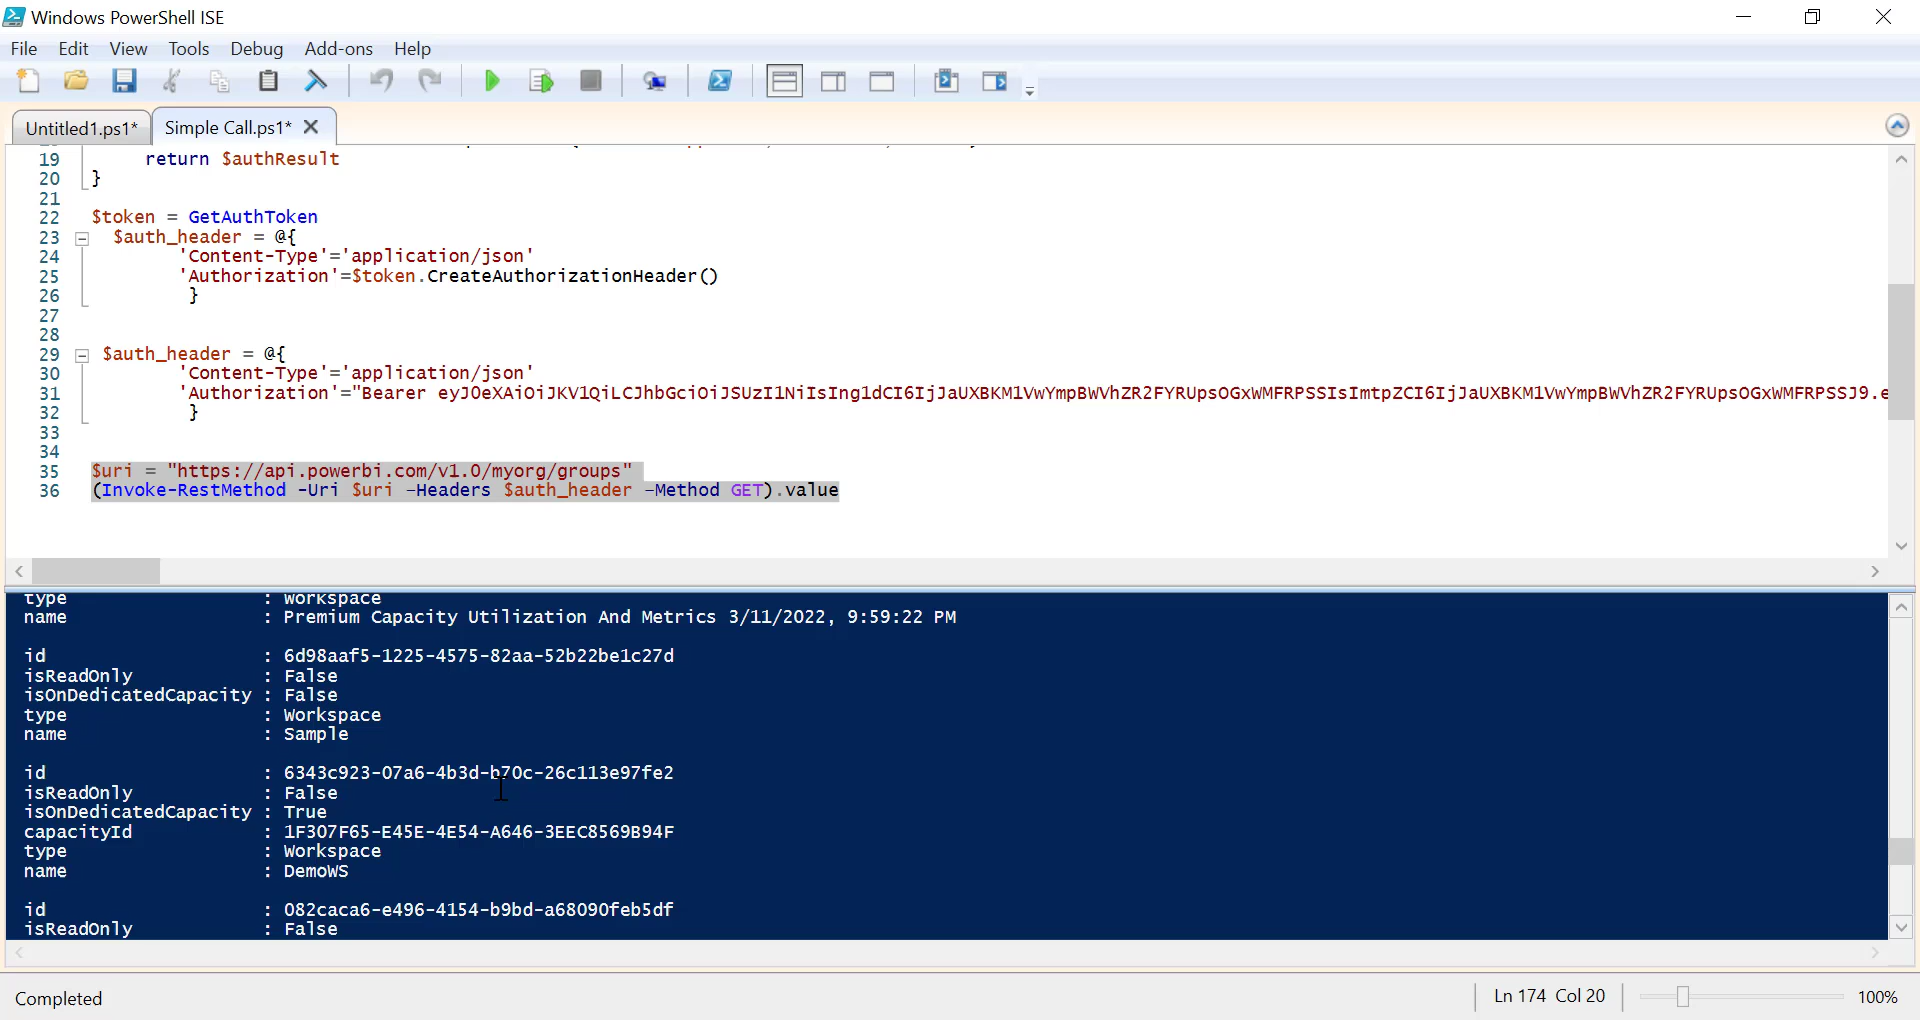 Windows PowerShell ISE
File Edit View Tools Debug Add-ons Help
Untitled1.ps1* Simple Call.ps1*
19 return $authResult
20 }
21
22 $token = GetAuthToken
23 $auth_header = @{
24 'Content-Type'='application/json'
25 'Authorization'=$token.CreateAuthorizationHeader()
26 }
27
28
29 $auth_header = @{
30 'Content-Type'='application/json'
31 'Authorization'="Bearer
32 }
33
34
35 $uri = "https://api.powerbi.com/v1.0/myorg/groups"
36 (Invoke-RestMethod -Uri $uri -Headers $auth_header -Method GET).value
type : Workspace
name : Premium Capacity Utilization And Metrics 3/11/2022, 9:59:22 PM
id : 6d98aaf5-1225-4575-82aa-52b22be1c27d
isReadOnly : False
isOnDedicatedCapacity : False
type : Workspace
name : Sample
id : 6343c923-07a6-4b3d-b70c-26c113e97fe2
isReadOnly : False
isOnDedicatedCapacity : True
capacityId : 1F307F65-E45E-4E54-A646-3EEC8569B94F
type : Workspace
name : DemoWS
id : 082caca6-e496-4154-b9bd-a68090feb5df
isReadOnly : False
Completed
Ln 174 Col 20
100%